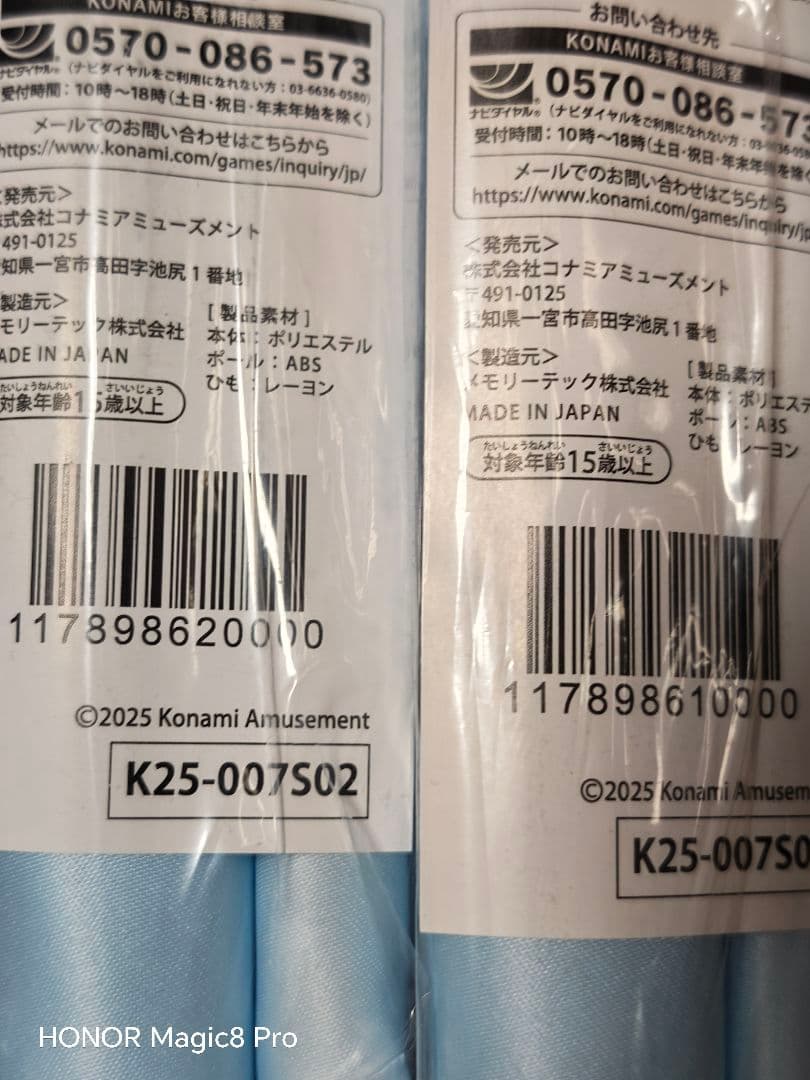 KONAMIお客様相談室
0570-086-573
ナビダイヤル® (ナビダイヤルをご利用になれない方：03-6636-0580)
受付時間：10時〜18時(土日・祝日・年末年始を除く)
メールでのお問い合わせはこちらから
https://www.konami.com/games/inquiry/jp/
発売元＞
式会社コナミアミューズメント
491-0125
知県一宮市高田字池尻1番地
製造元＞
モリーテック株式会社
ADE IN JAPAN
[製品素材]
本体：ポリエステル
ポール：ABS
ひも：レーヨン
たいしょうねんれい さいいじょう
対象年齢15歳以上
117898620000
©2025 Konami Amusement
K25-007S02
お問い合わせ先
KONAMIお客様相談室
0570-086-573
ナビダイヤル® (ナビダイヤルをご利用になれない方：03-6636-058
受付時間：10時〜18時(土日・祝日・年末年始を除く
メールでのお問い合わせはこちらから
https://www.konami.com/games/inquiry/jp
＜発売元＞
株式会社コナミアミューズメント
〒491-0125
愛知県一宮市高田字池尻1番地
＜製造元＞
メモリーテック株式会社
MADE IN JAPAN
[製品素材]
本体：ポリエステ
ポール：ABS
ひも：レーヨン
たいしょうねんれい さいいじょう
対象年齢15歳以上
117898610000
©2025 Konami Amusem
K25-007S0
HONOR Magic8 Pro